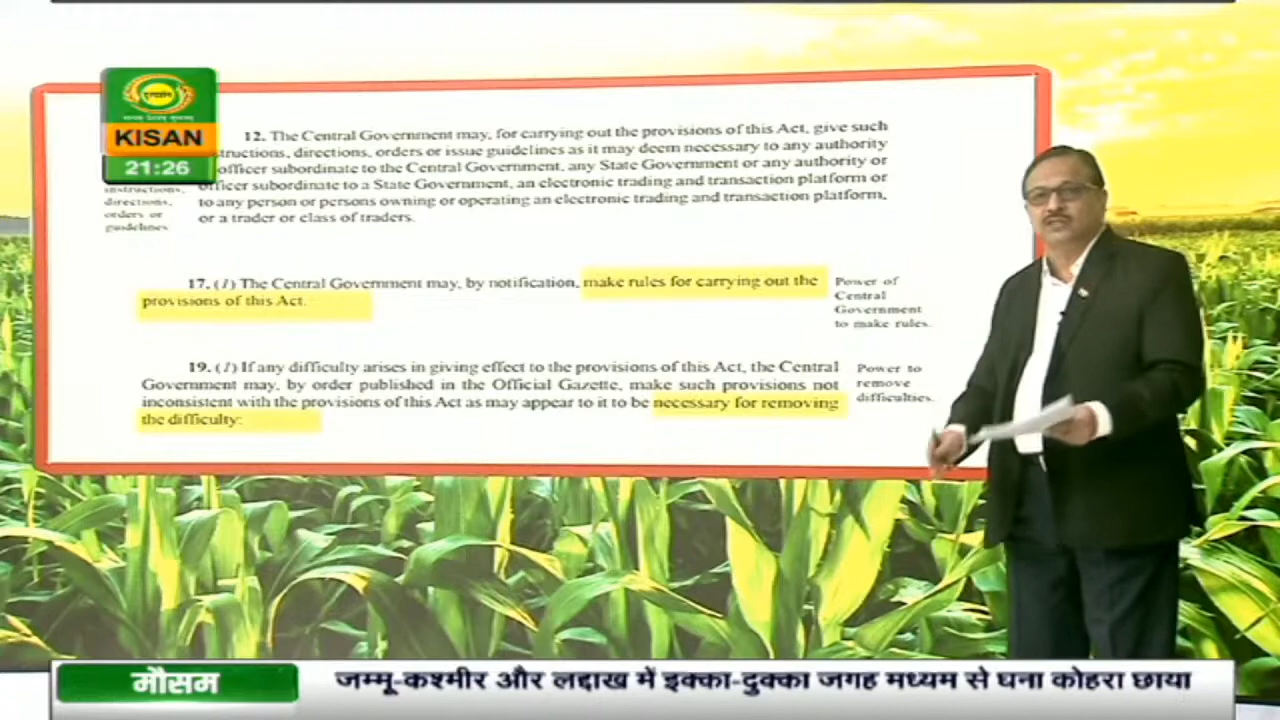 KISAN
21:26
12. The Central Government may, for carrying out the provisions of this Act, give such
structions, directions, orders or issue guidelines as it may deem necessary to any authority
officer subordinate to the Central Government, any State Government or any authority or
officer subordinate to a State Government, an electronic trading and transaction platform or
to any person or persons owning or operating an electronic trading and transaction platform,
or a trader or class of traders.
instructions,
directions,
orders or
guidelines
17. (1) The Central Government may, by notification, make rules for carrying out the
provisions of this Act.
Power of
Central
Government
to make rules.
19. (1) If any difficulty arises in giving effect to the provisions of this Act, the Central
Government may, by order published in the Official Gazette, make such provisions not
inconsistent with the provisions of this Act as may appear to it to be necessary for removing
the difficulty:
Power to
remove
difficulties.
मौसम
जम्मू-कश्मीर और लद्दाख में इक्का-दुक्का जगह मध्यम से घना कोहरा छाया